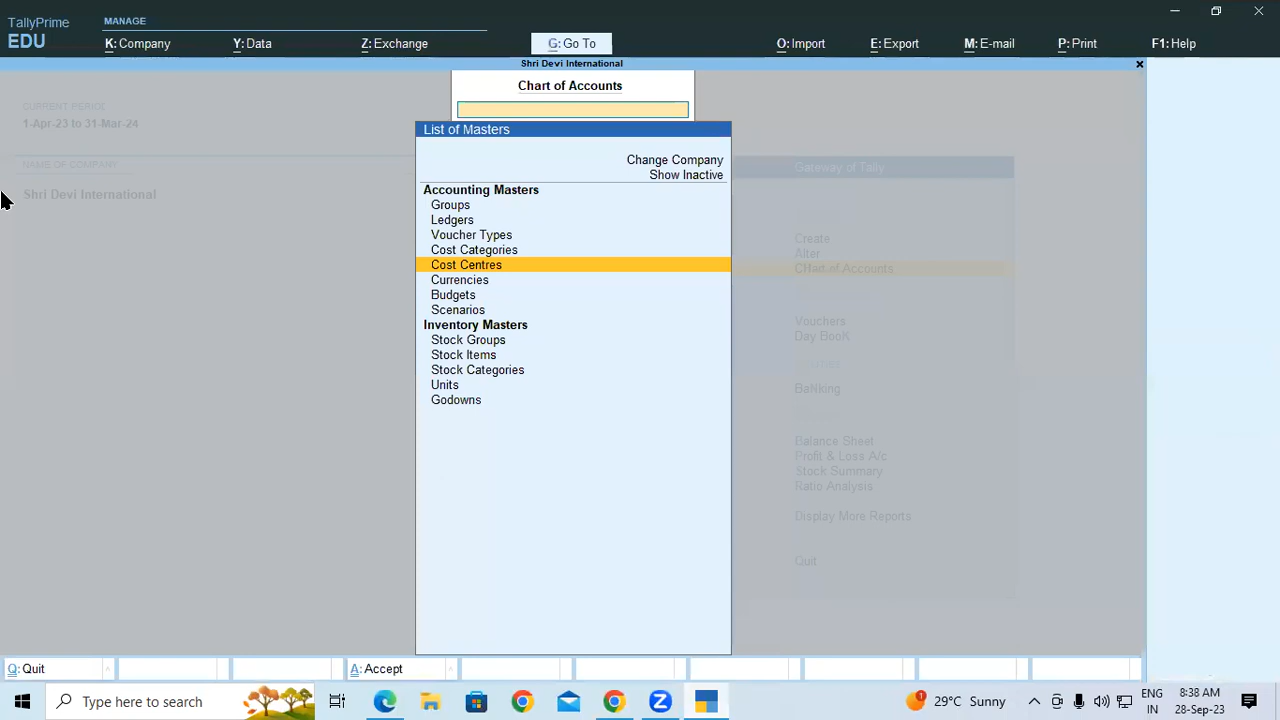 TallyPrime
EDU
MANAGE
K: Company
Y: Data
Z: Exchange
G: Go To
O: Import
E: Export
M: E-mail
P: Print
F1: Help
Shri Devi International
CURRENT PERIOD
1-Apr-23 to 31-Mar-24
NAME OF COMPANY
Shri Devi International
Chart of Accounts
List of Masters
Change Company
Show Inactive
Accounting Masters
Groups
Ledgers
Voucher Types
Cost Categories
Cost Centres
Currencies
Budgets
Scenarios
Inventory Masters
Stock Groups
Stock Items
Stock Categories
Units
Godowns
Gateway of Tally
Create
Alter
CHart of Accounts
Vouchers
Day BooK
BaNking
Balance Sheet
Profit & Loss A/c
Stock Summary
Ratio Analysis
Display More Reports
Quit
Q: Quit
A: Accept
Type here to search
1
29°C Sunny
ENG
IN
8:38 AM
28-Sep-23